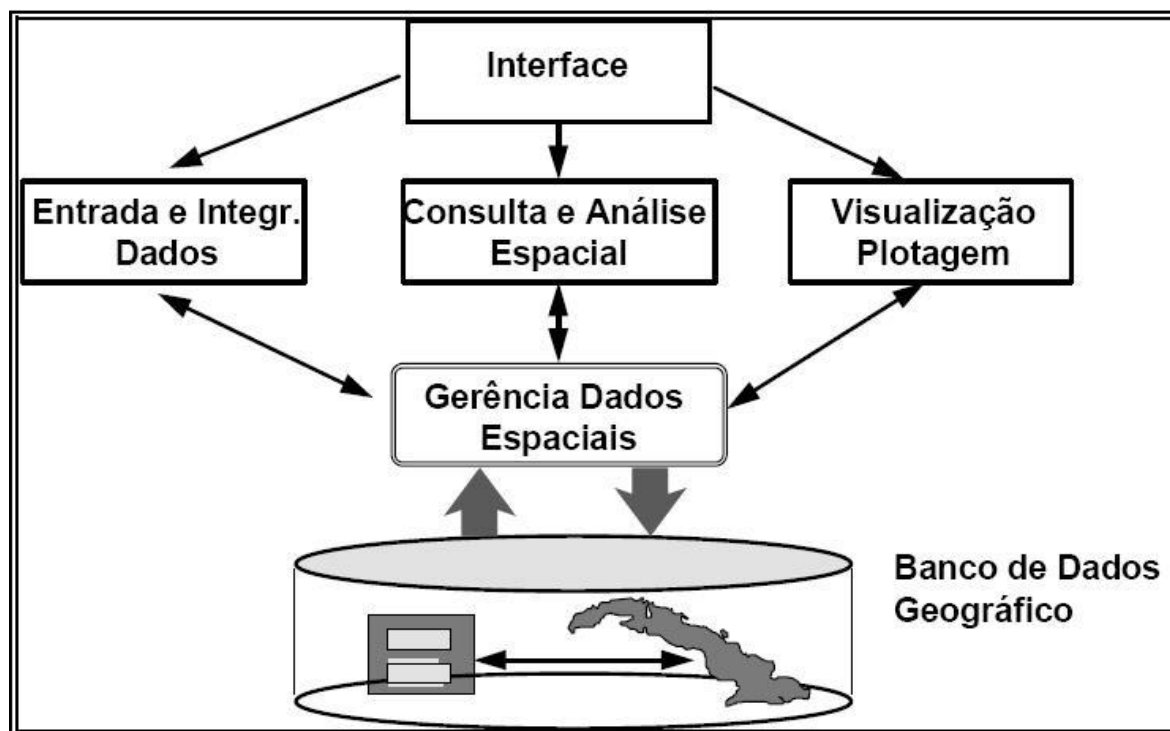 Interface
Entrada e Integr.
Dados
Consulta e Análise
Espacial
Visualização
Plotagem
Gerência Dados
Espaciais
Banco de Dados
Geográfico